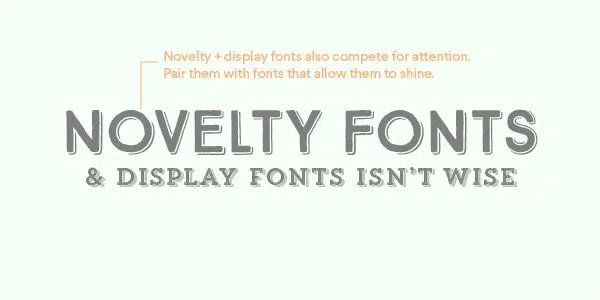 Novelty + display fonts also compete for attention.
Pair them with fonts that allow them to shine.
NOVELTY FONTS
& DISPLAY FONTS ISN'T WISE